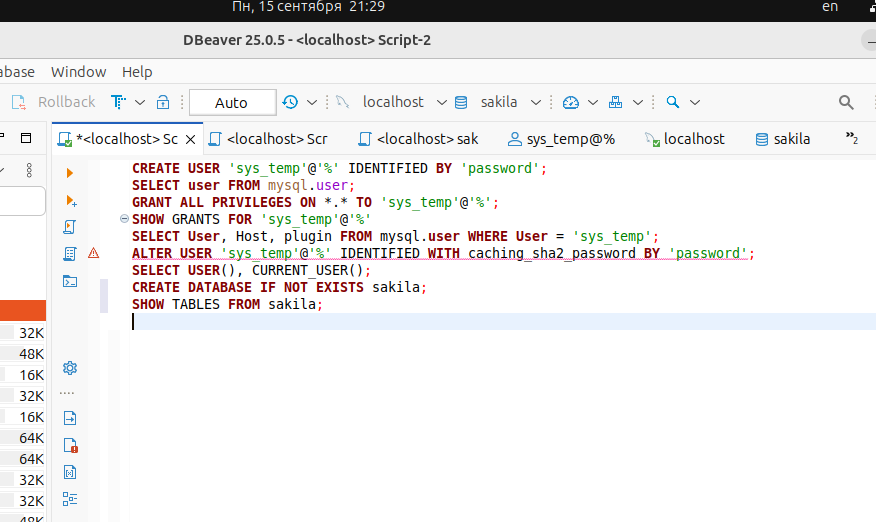 Пн, 15 сентября 21:29
en
DBeaver 25.0.5 - <localhost> Script-2
abase Window Help
Rollback Auto localhost sakila
*<localhost> Sc <localhost> Scr <localhost> sak sys_temp@% localhost sakila »2
CREATE USER 'sys_temp'@'%' IDENTIFIED BY 'password';
SELECT user FROM mysql.user;
GRANT ALL PRIVILEGES ON *.* TO 'sys_temp'@'%';
SHOW GRANTS FOR 'sys_temp'@'%'
SELECT User, Host, plugin FROM mysql.user WHERE User = 'sys_temp';
ALTER USER 'sys_temp'@'%' IDENTIFIED WITH caching_sha2_password BY 'password';
SELECT USER(), CURRENT_USER();
CREATE DATABASE IF NOT EXISTS sakila;
SHOW TABLES FROM sakila;
32K
48K
16K
32K
16K
64K
64K
32K
32K
48K